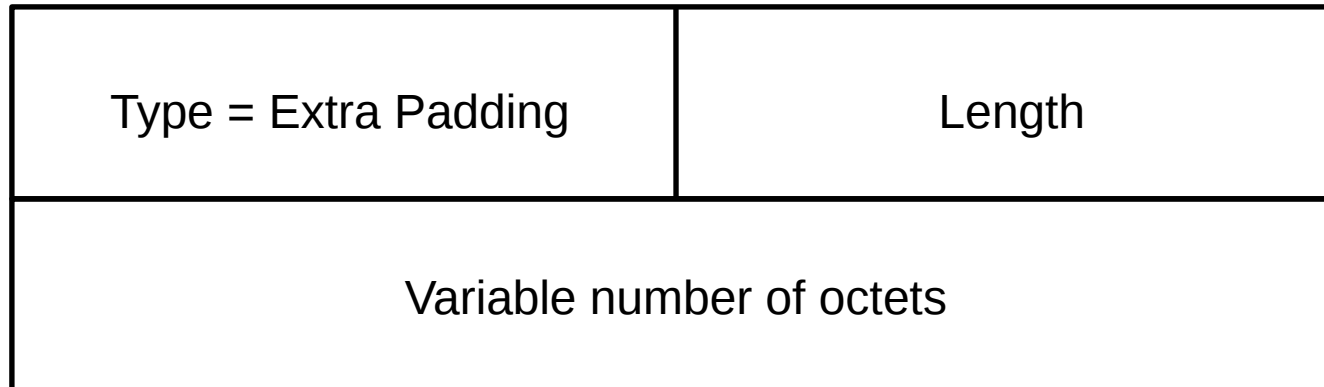 Type = Extra Padding
Length
Variable number of octets